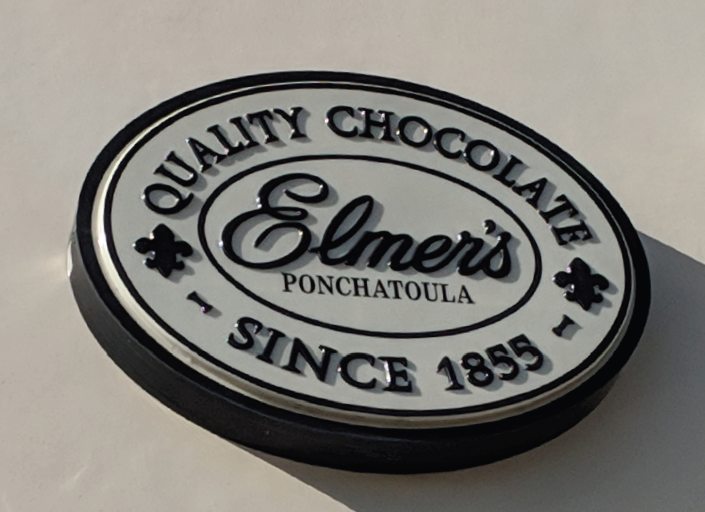 QUALITY CHOCOLATE
Elmer's
PONCHATOULA
- SINCE 1855 -